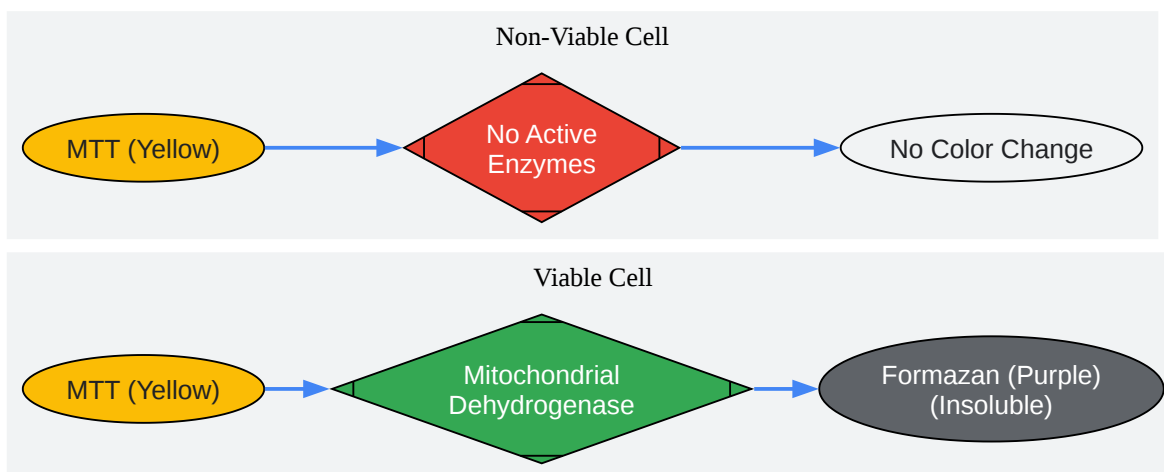 Non-Viable Cell
MTT (Yellow)
No Active
Enzymes
No Color Change
Viable Cell
MTT (Yellow)
Mitochondrial
Dehydrogenase
Formazan (Purple)
(Insoluble)